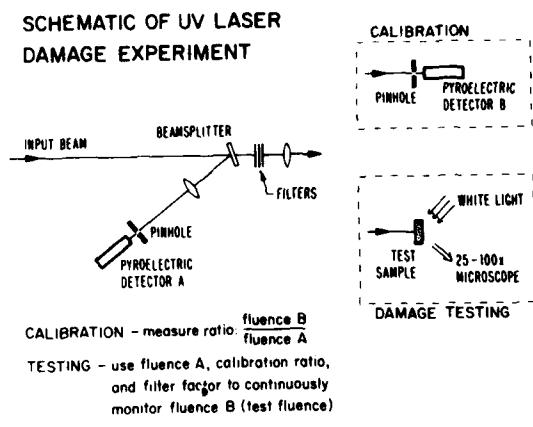 SCHEMATIC OF UV LASER
DAMAGE EXPERIMENT
INPUT BEAM
BEAMSPLITTER
FILTERS
PINHOLE
PYROELECTRIC
DETECTOR A
CALIBRATION
PINHOLE
PYROELECTRIC
DETECTOR B
WHITE LIGHT
TEST
SAMPLE
25-100x
MICROSCOPE
DAMAGE TESTING
CALIBRATION – measure ratio: fluence B
fluence A
TESTING – use fluence A, calibration ratio,
and filter factor to continuously
monitor fluence B (test fluence)